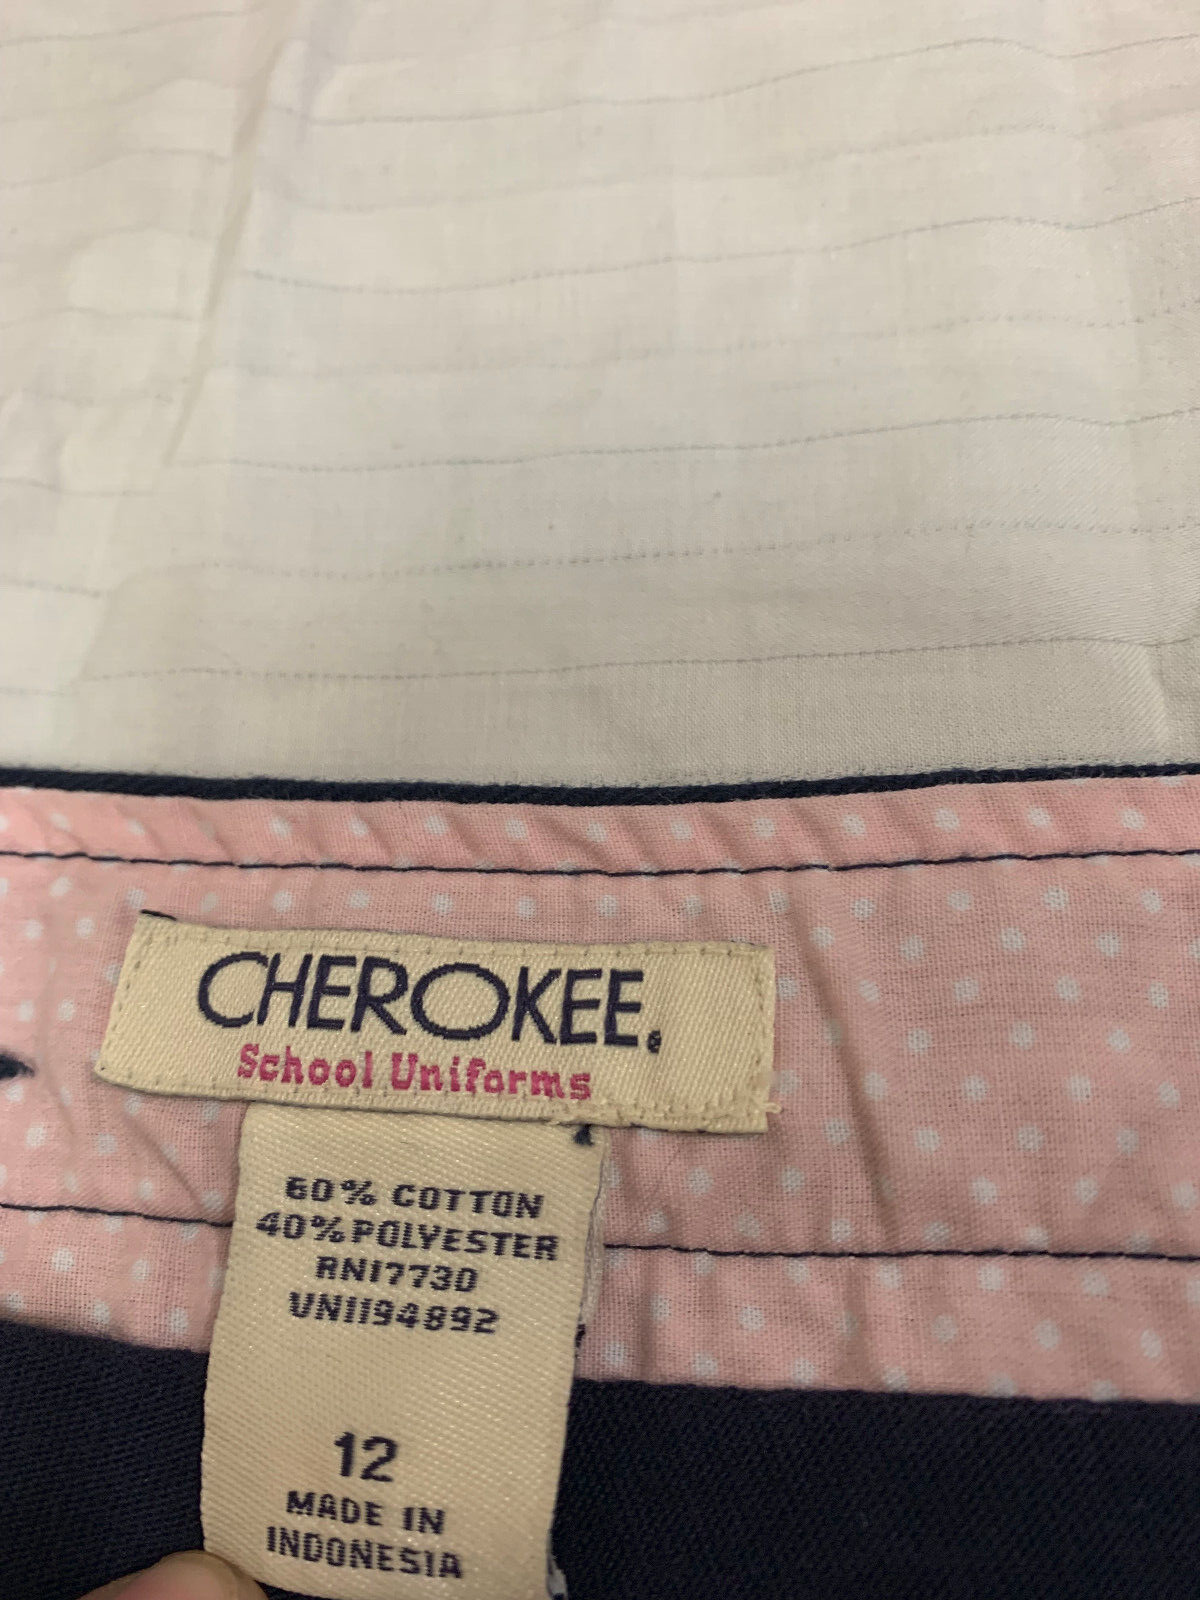 CHEROKEE
School Uniforms
60% COTTON
40% POLYESTER
RN17730
UN1194892
12
MADE IN
INDONESIA